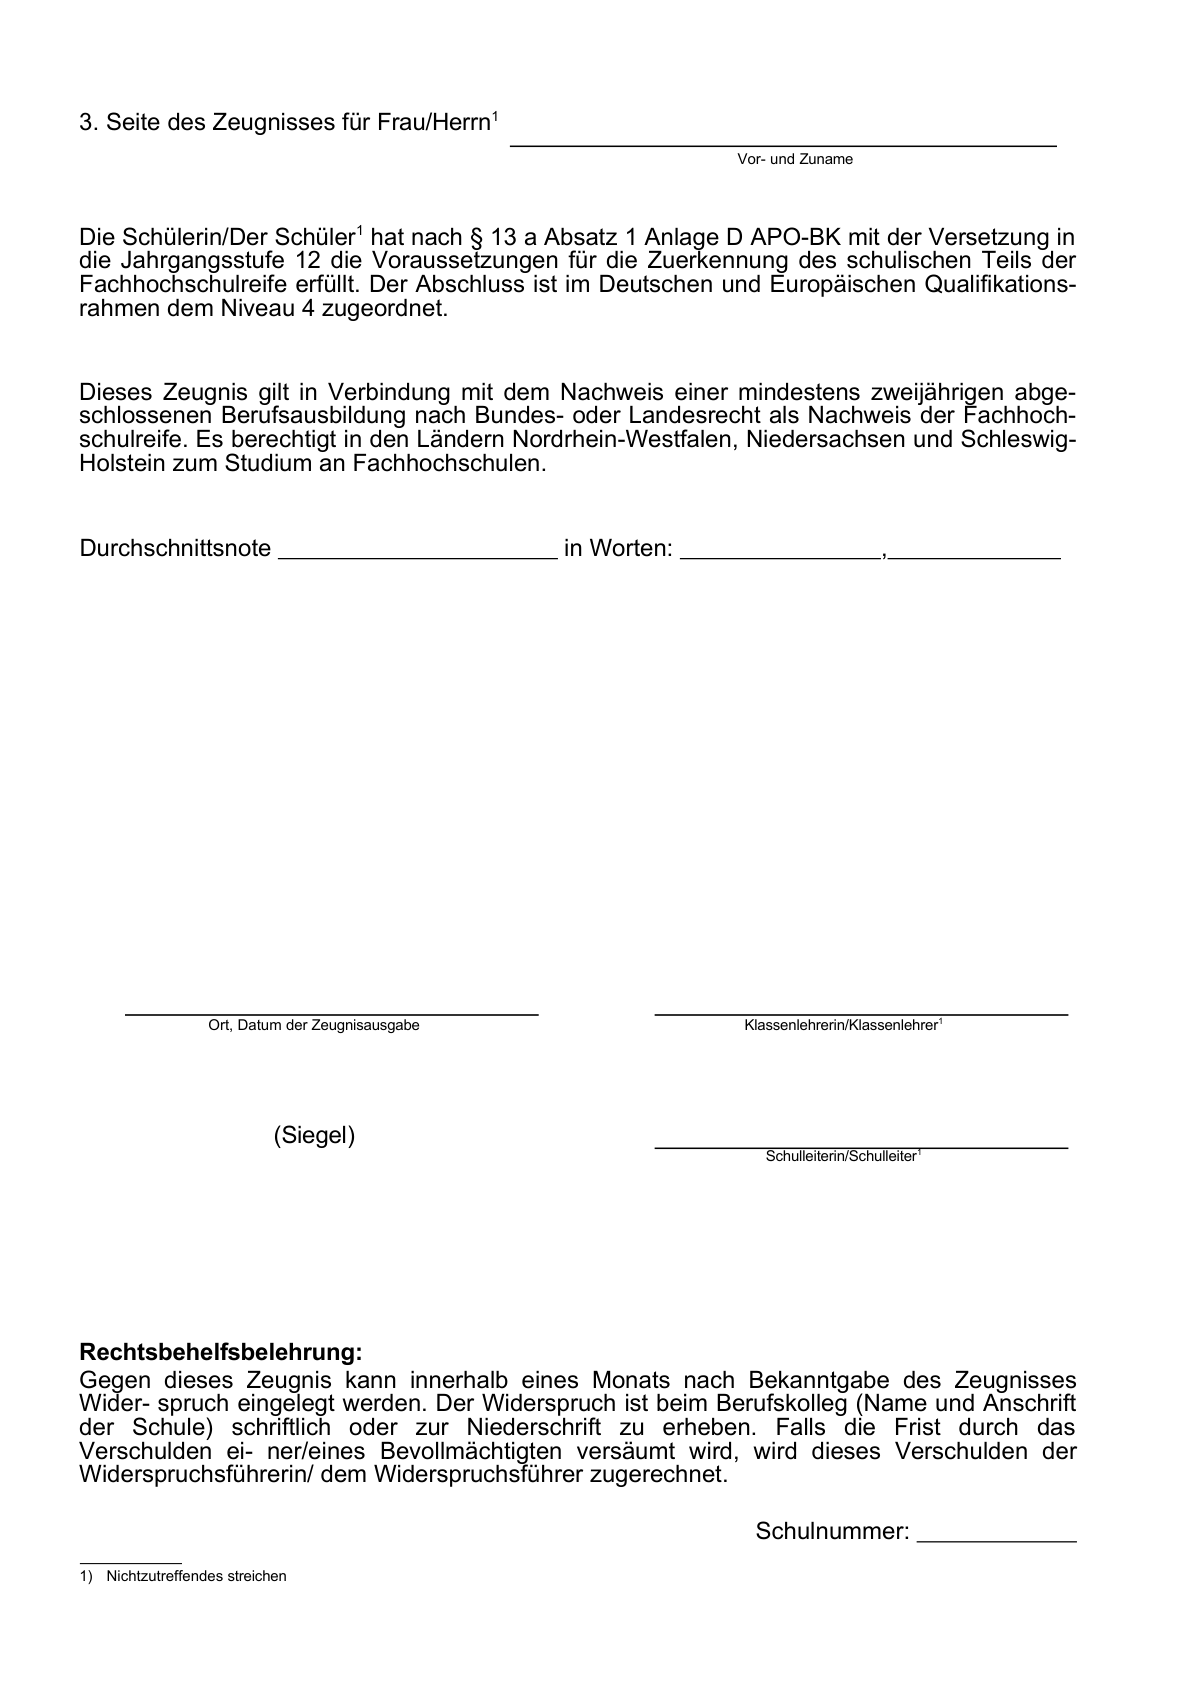 3. Seite des Zeugnisses für Frau/Herrn1
Vor- und Zuname
Die Schülerin/Der Schüler1 hat nach § 13 a Absatz 1 Anlage D APO-BK mit der Versetzung in
die Jahrgangsstufe 12 die Voraussetzungen für die Zuerkennung des schulischen Teils der
Fachhochschulreife erfüllt. Der Abschluss ist im Deutschen und Europäischen Qualifikations-
rahmen dem Niveau 4 zugeordnet.
Dieses Zeugnis gilt in Verbindung mit dem Nachweis einer mindestens zweijährigen abge-
schlossenen Berufsausbildung nach Bundes- oder Landesrecht als Nachweis der Fachhoch-
schulreife. Es berechtigt in den Ländern Nordrhein-Westfalen, Niedersachsen und Schleswig-
Holstein zum Studium an Fachhochschulen.
Durchschnittsnote _____________________ in Worten: _______________,_____________
Ort, Datum der Zeugnisausgabe
Klassenlehrerin/Klassenlehrer1
(Siegel)
Schulleiterin/Schulleiter1
Rechtsbehelfsbelehrung:
Gegen dieses Zeugnis kann innerhalb eines Monats nach Bekanntgabe des Zeugnisses
Wider- spruch eingelegt werden. Der Widerspruch ist beim Berufskolleg (Name und Anschrift
der Schule) schriftlich oder zur Niederschrift zu erheben. Falls die Frist durch das
Verschulden ei- ner/eines Bevollmächtigten versäumt wird, wird dieses Verschulden der
Widerspruchsführerin/ dem Widerspruchsführer zugerechnet.
Schulnummer: ____________
1) Nichtzutreffendes streichen